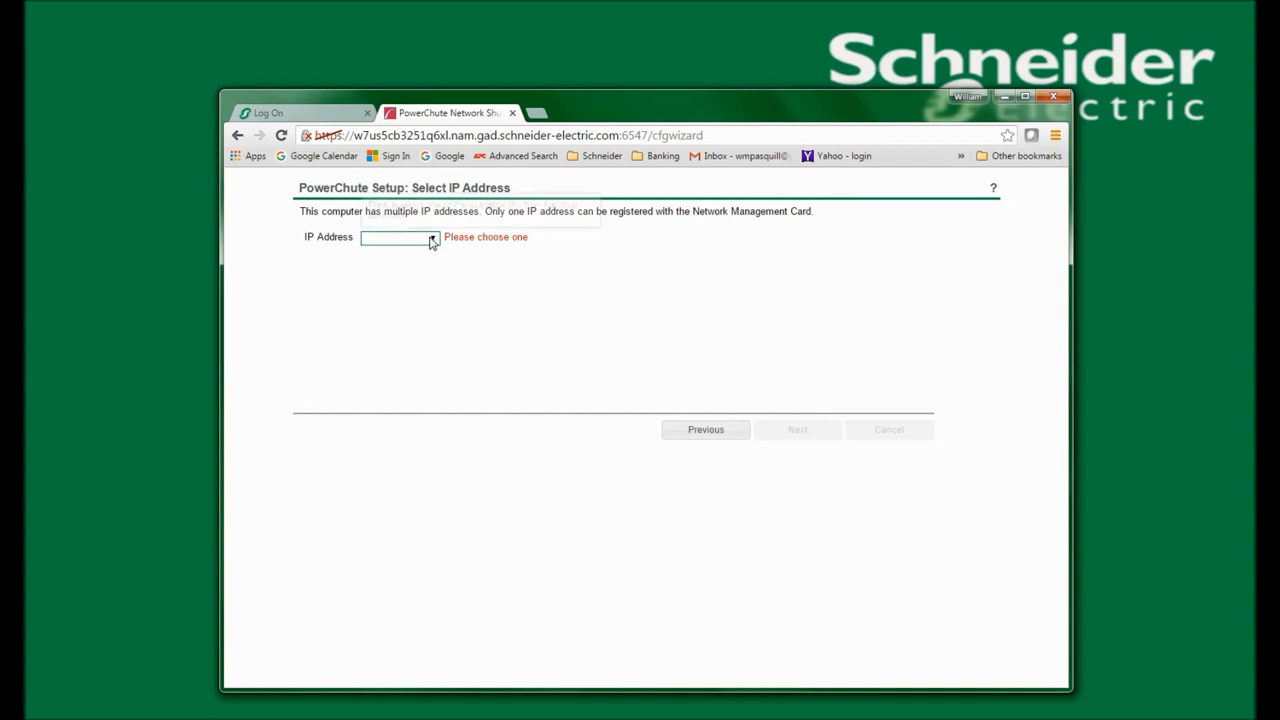 Schneider
Electric
William
Log On
PowerChute Network Shu
https://w7us5cb3251q6xl.nam.gad.schneider-electric.com:6547/cfgwizard
Apps Google Calendar Sign In Google APC Advanced Search Schneider Banking Inbox - wmpasquill@ Yahoo - login » Other bookmarks
PowerChute Setup: Select IP Address ?
This computer has multiple IP addresses. Only one IP address can be registered with the Network Management Card.
IP Address Please choose one
Previous Next Cancel